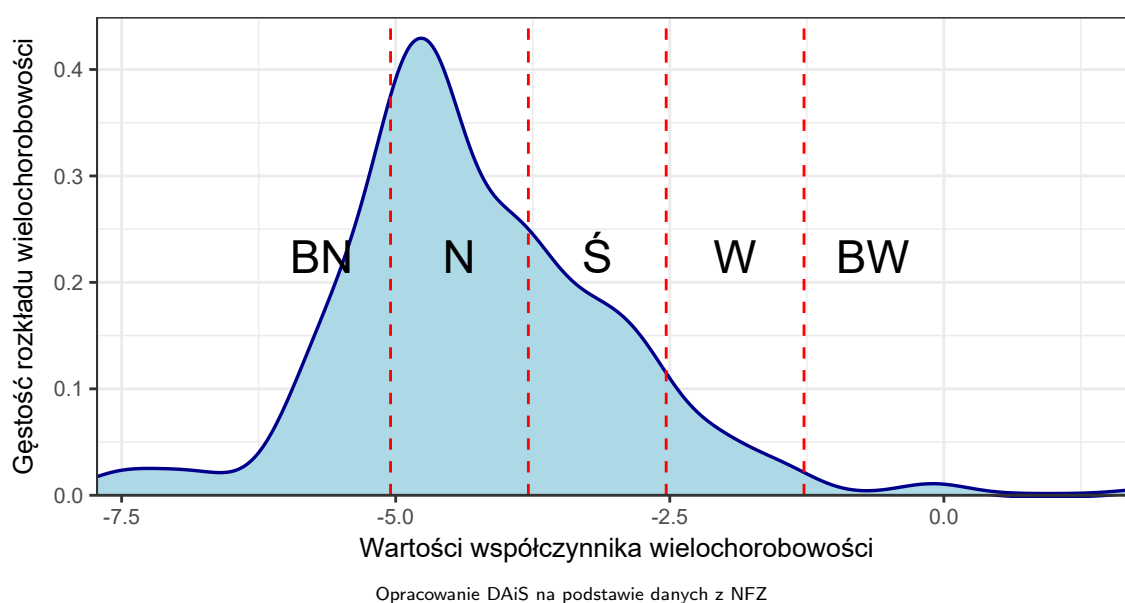 Gęstość rozkładu wielochorobowości
0.4
0.3
0.2
0.1
0.0
BN N Ś W BW
-7.5 -5.0 -2.5 0.0
Wartości współczynnika wielochorobowości
Opracowanie DAiS na podstawie danych z NFZ